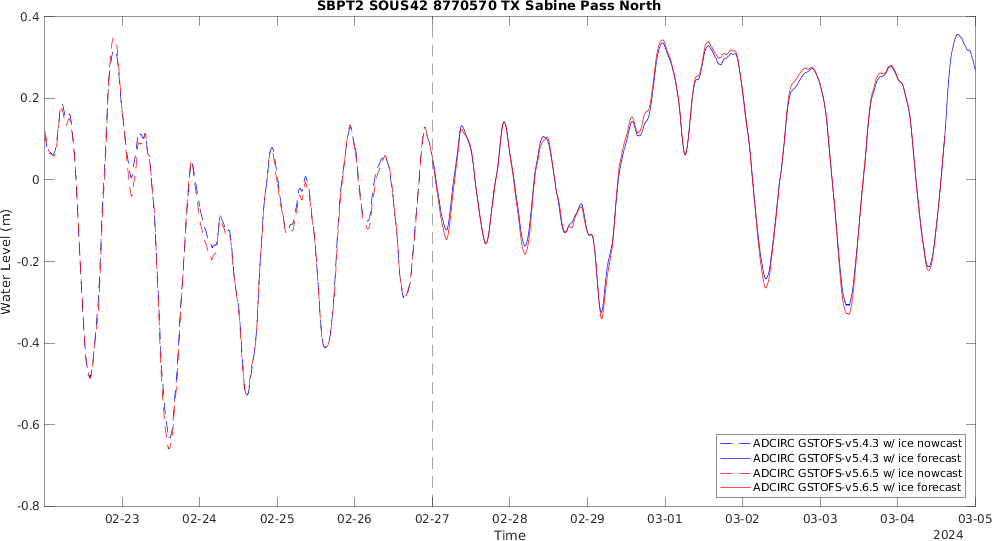 SBPT2 SOUS42 8770570 TX Sabine Pass North
0.4
0.2
0
-0.2
-0.4
-0.6
-0.8
Water Level (m)
ADCIRC GSTOFS-v5.4.3 w/ ice nowcast
ADCIRC GSTOFS-v5.4.3 w/ ice forecast
ADCIRC GSTOFS-v5.6.5 w/ ice nowcast
ADCIRC GSTOFS-v5.6.5 w/ ice forecast
02-23 02-24 02-25 02-26 02-27 02-28 02-29 03-01 03-02 03-03 03-04 03-05
Time 2024